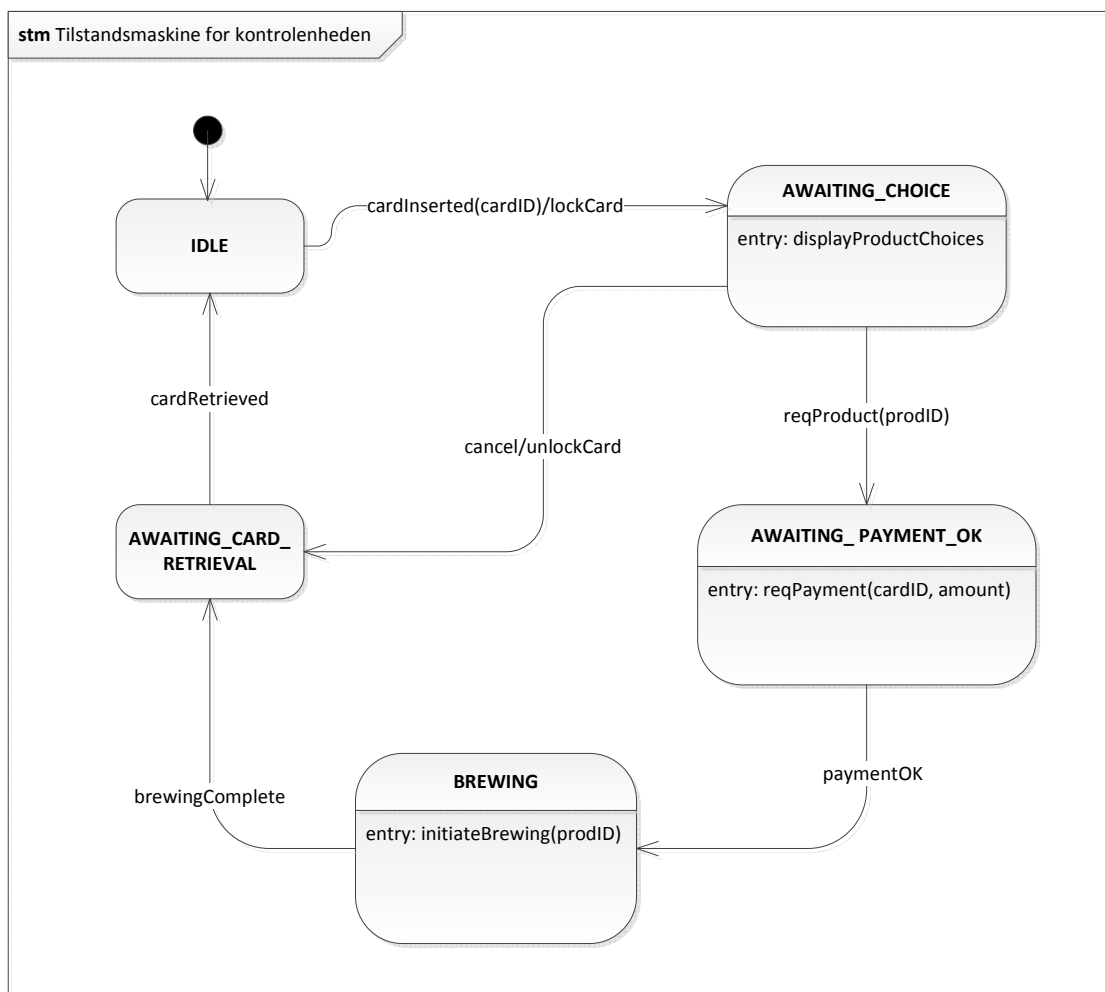 stm Tilstandsmaskine for kontrolenheden
AWAITING_CHOICE
entry: displayProductChoices
cardInserted(cardID)/lockCard
IDLE
cardRetrieved
reqProduct(prodID)
cancel/unlockCard
AWAITING_CARD_
RETRIEVAL
AWAITING_ PAYMENT_OK
entry: reqPayment(cardID, amount)
paymentOK
brewingComplete
BREWING
entry: initiateBrewing(prodID)